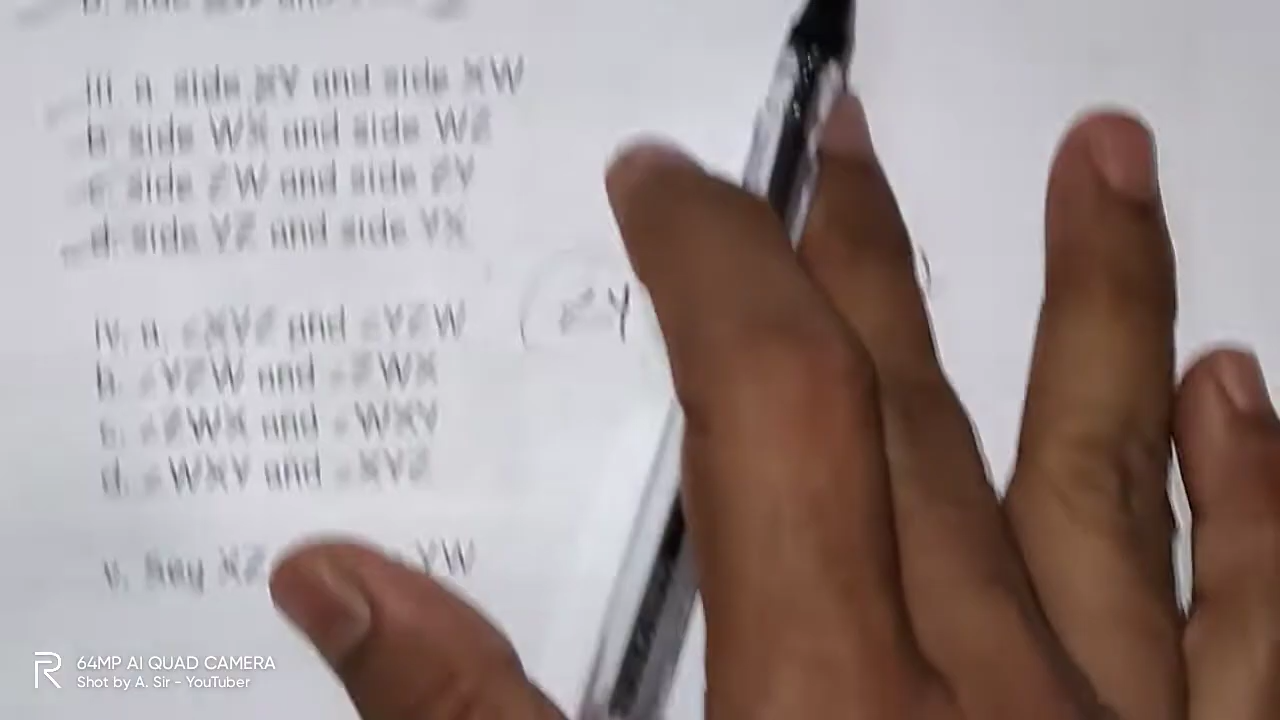 iii. a. side XY and side XW
b. side WX and side WZ
c. side ZW and side ZY
d. side YZ and side YX
iv. a. ∠XYZ and ∠YZW
b. ∠YZW and ∠ZWX
c. ∠ZWX and ∠WXY
d. ∠WXY and ∠XYZ
v. Seg XZ YW
64MP AI QUAD CAMERA
Shot by A. Sir - YouTuber